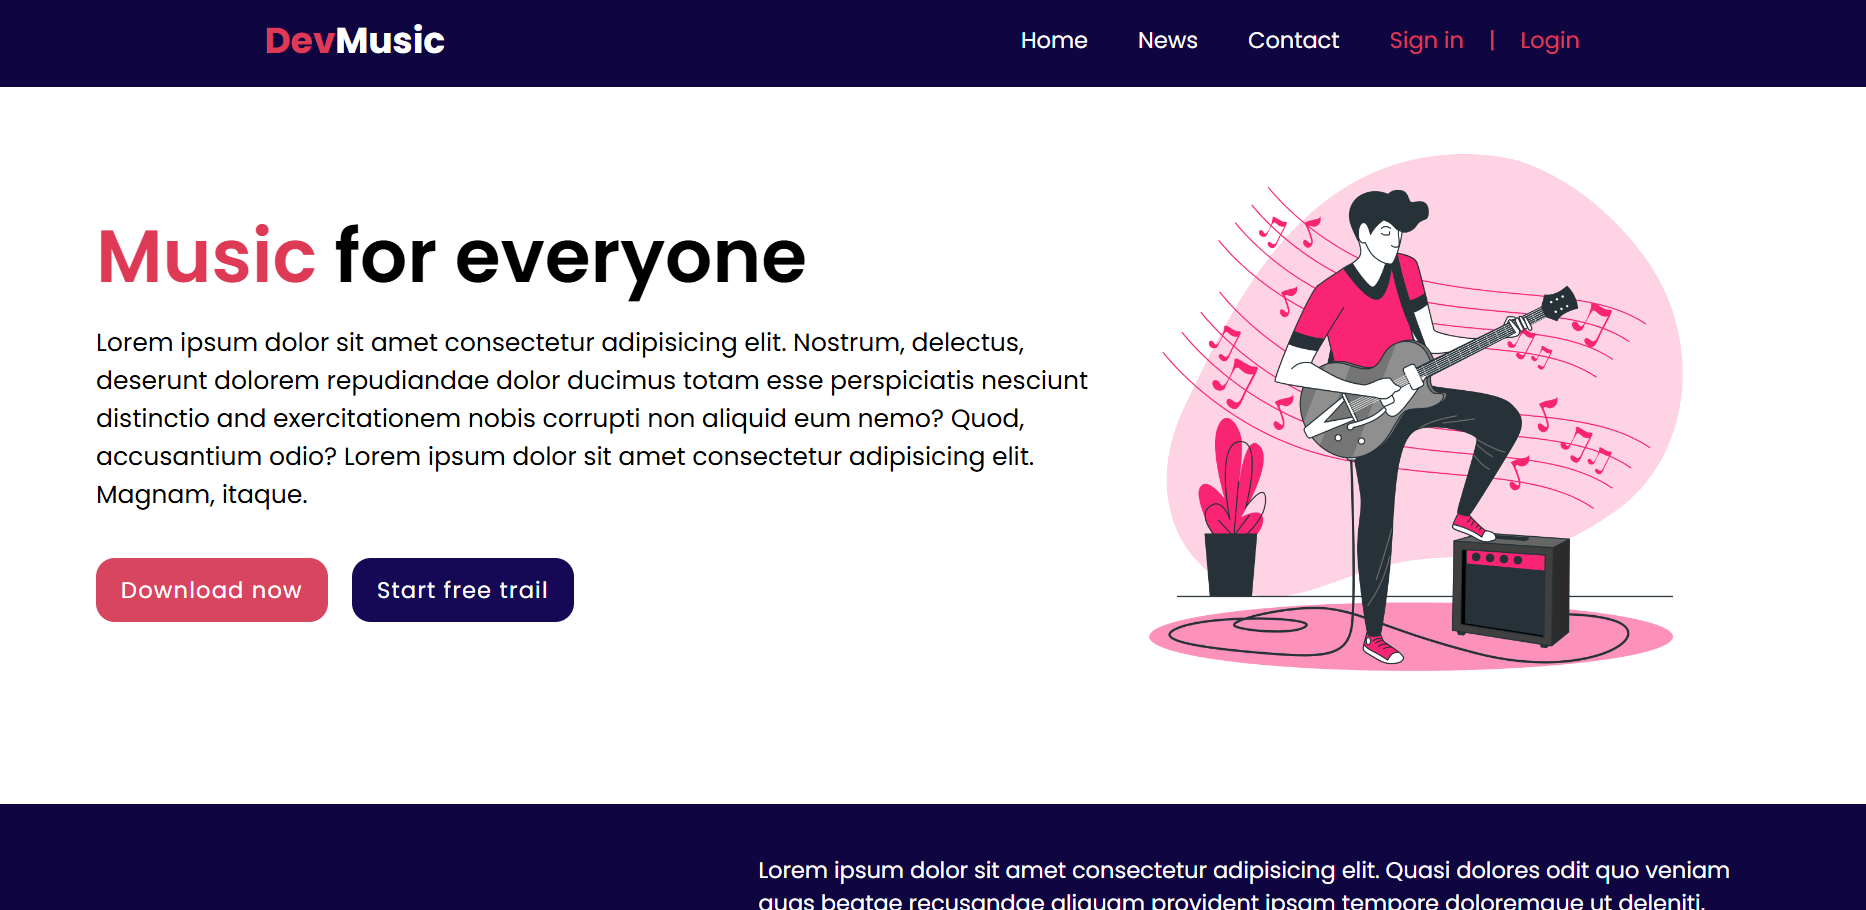 DevMusic
Home News Contact Sign in | Login
Music for everyone
Lorem ipsum dolor sit amet consectetur adipisicing elit. Nostrum, delectus,
deserunt dolorem repudiandae dolor ducimus totam esse perspiciatis nesciunt
distinctio and exercitationem nobis corrupti non aliquid eum nemo? Quod,
accusantium odio? Lorem ipsum dolor sit amet consectetur adipisicing elit.
Magnam, itaque.
Download now
Start free trail
Lorem ipsum dolor sit amet consectetur adipisicing elit. Quasi dolores odit quo veniam
quas beatae recusandae aliquam provident ipsam tempore doloremque ut deleniti,